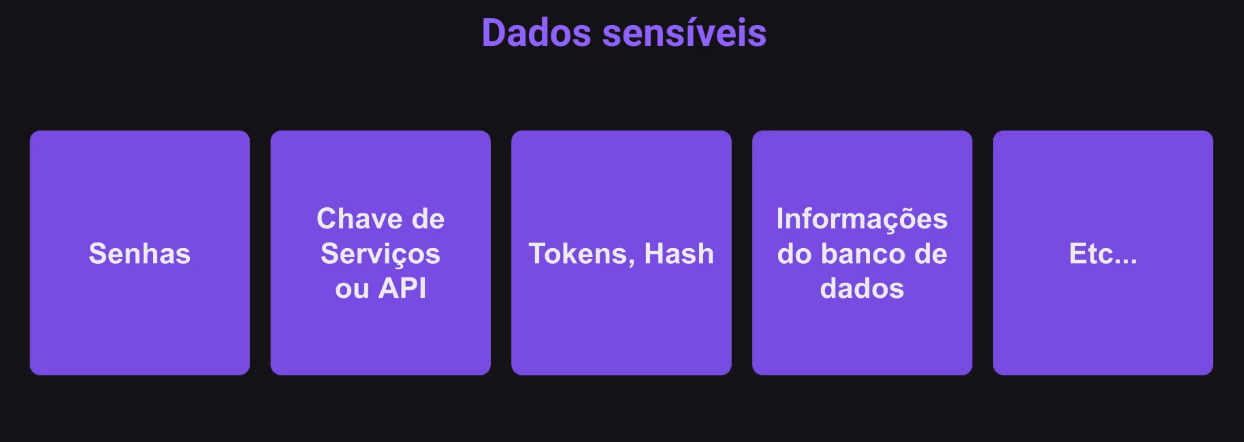 Dados sensíveis
Senhas
Chave de
Serviços
ou API
Tokens, Hash
Informações
do banco de
dados
Etc...